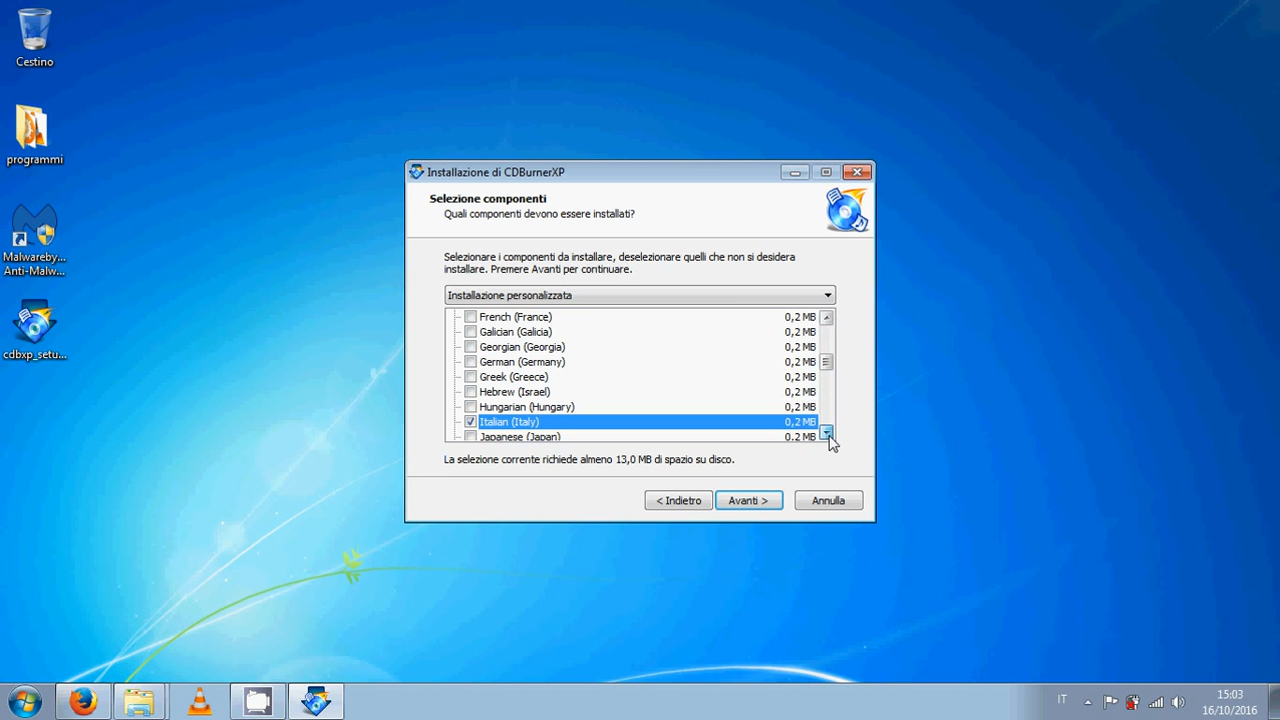 Cestino
programmi
Malwareby...
Anti-Malw...
cdbxp_setu...
Installazione di CDBurnerXP
Selezione componenti
Quali componenti devono essere installati?
Selezionare i componenti da installare, deselezionare quelli che non si desidera
installare. Premere Avanti per continuare.
Installazione personalizzata
French (France) 0,2 MB
Galician (Galicia) 0,2 MB
Georgian (Georgia) 0,2 MB
German (Germany) 0,2 MB
Greek (Greece) 0,2 MB
Hebrew (Israel) 0,2 MB
Hungarian (Hungary) 0,2 MB
Italian (Italy) 0,2 MB
Japanese (Japan) 0,2 MB
La selezione corrente richiede almeno 13,0 MB di spazio su disco.
< Indietro Avanti > Annulla
IT
15:03
16/10/2016